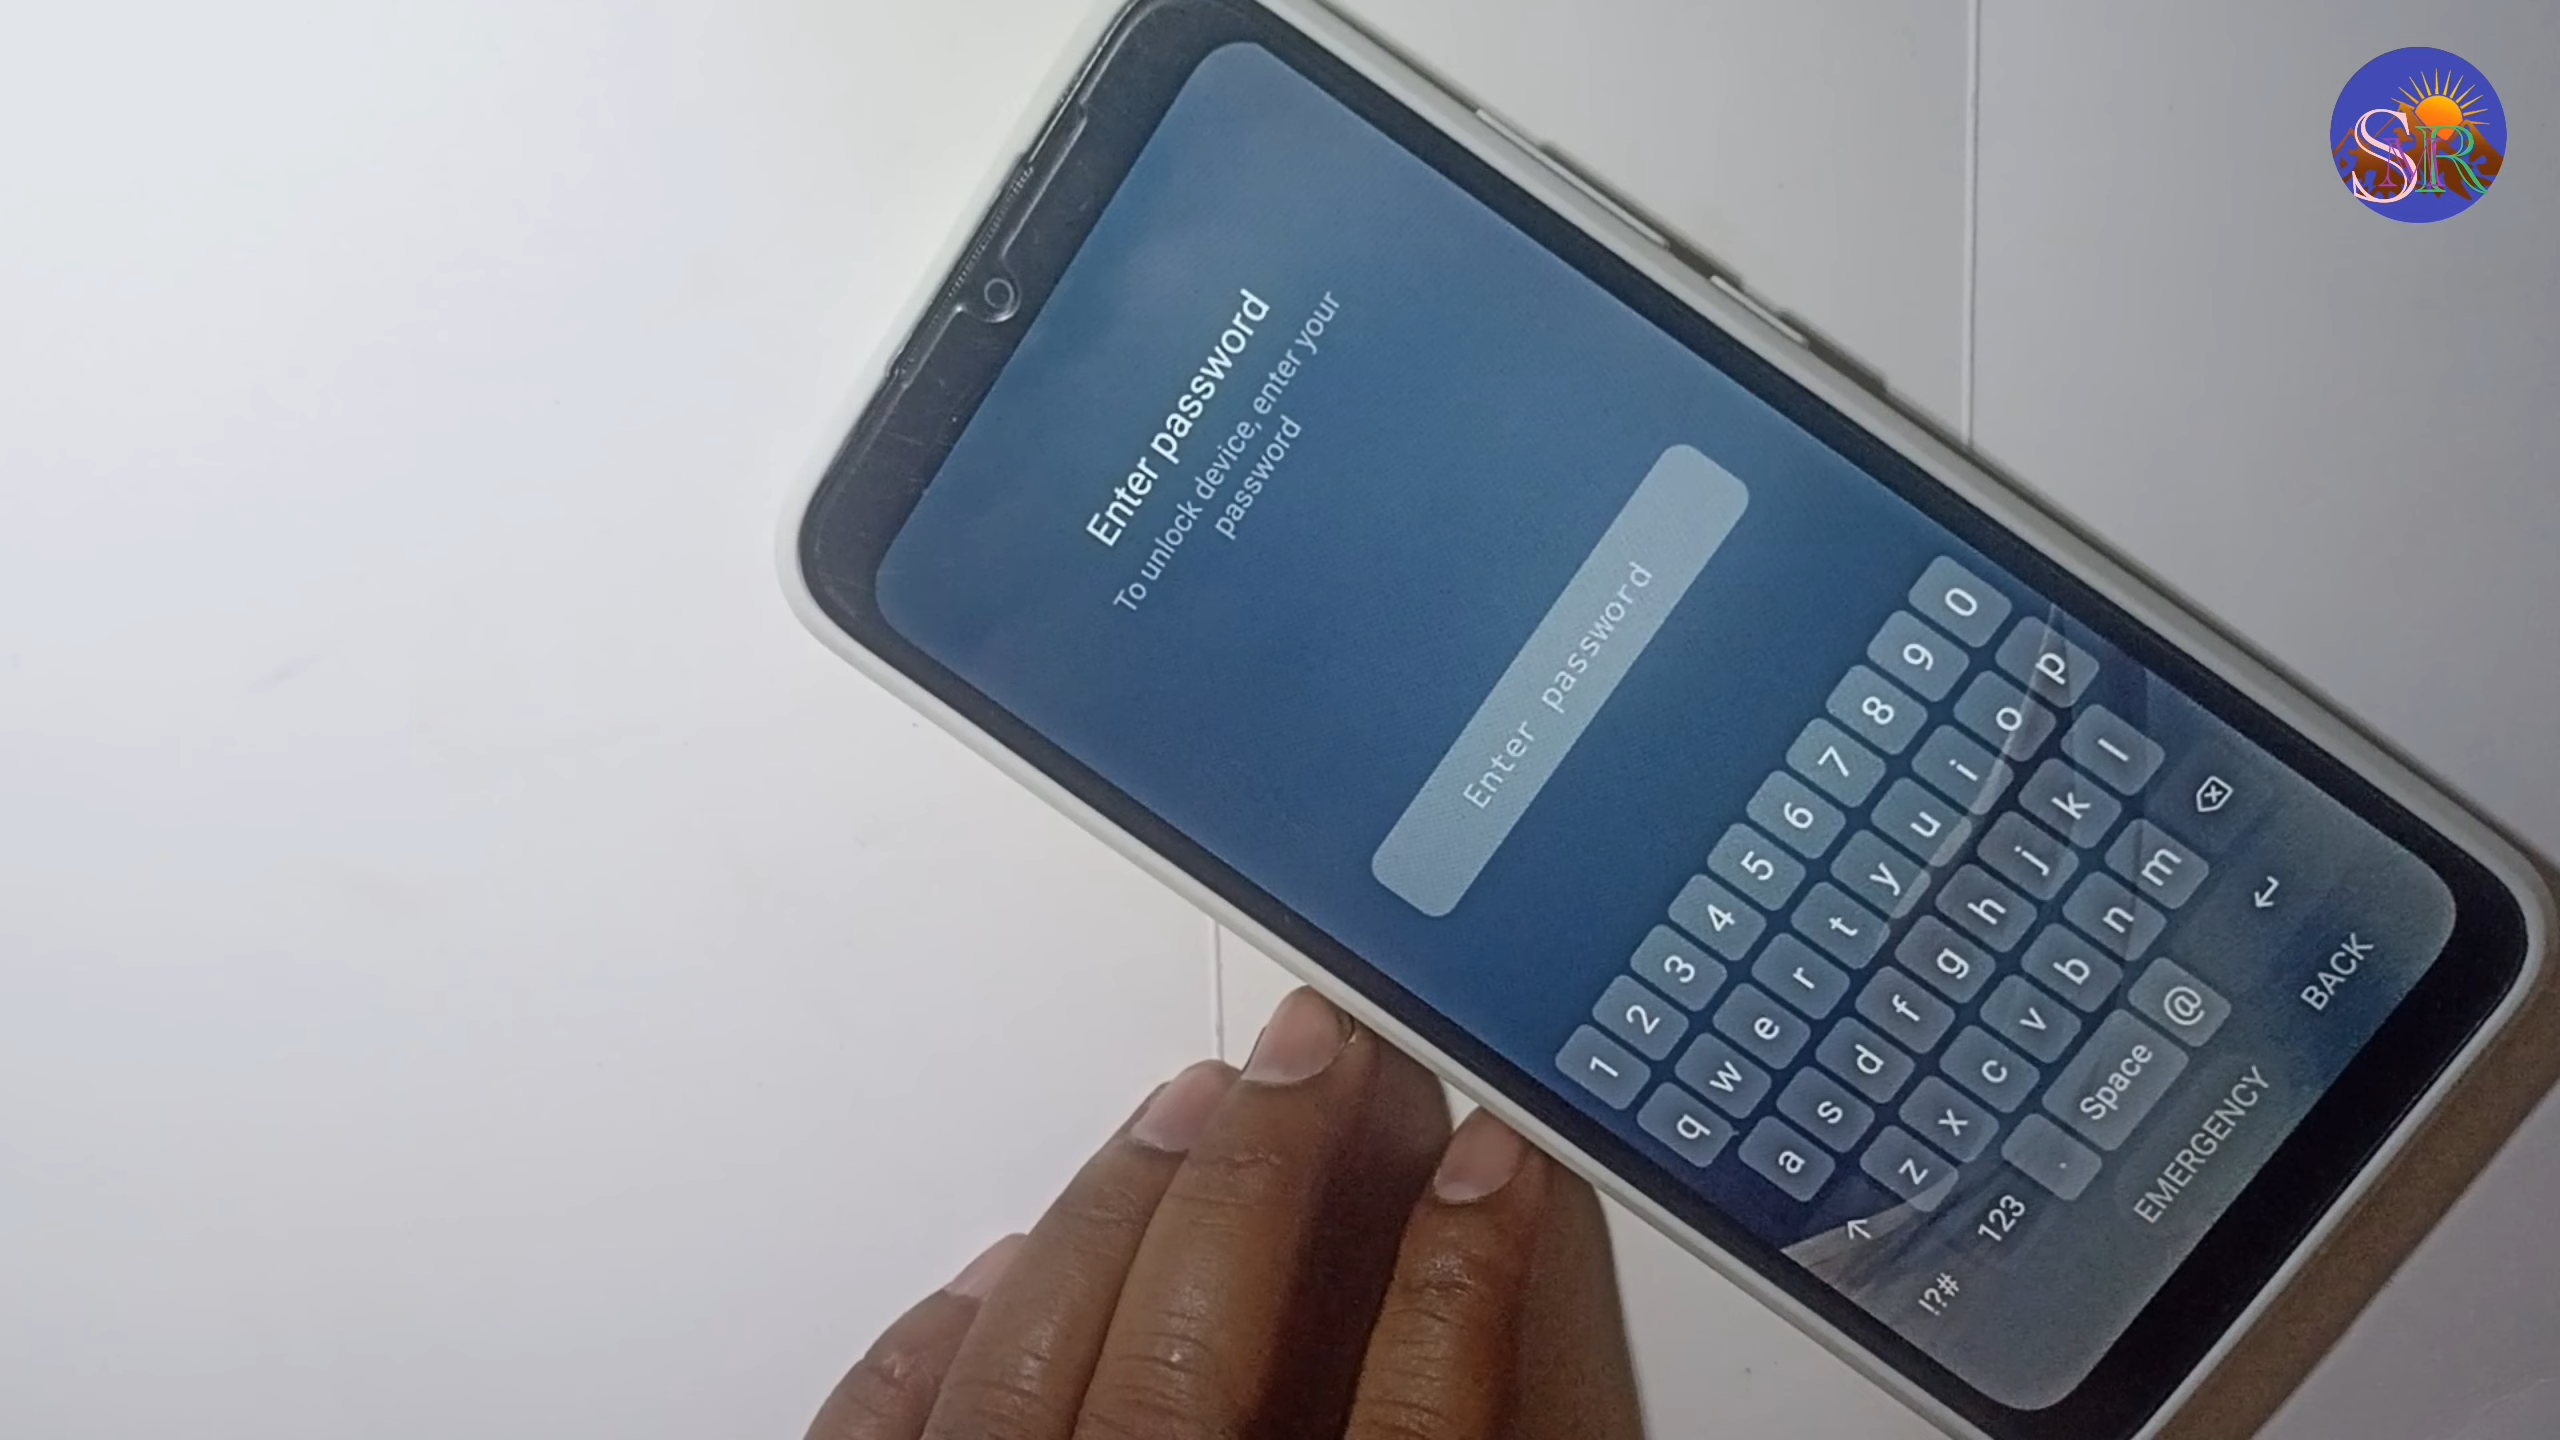 SMR
Enter password
To unlock device, enter your
password
Enter password
1 2 3 4 5 6 7 8 9 0
q w e r t y u i o p
a s d f g h j k l
z x c v b n m
!?# 123 . Space @
EMERGENCY BACK